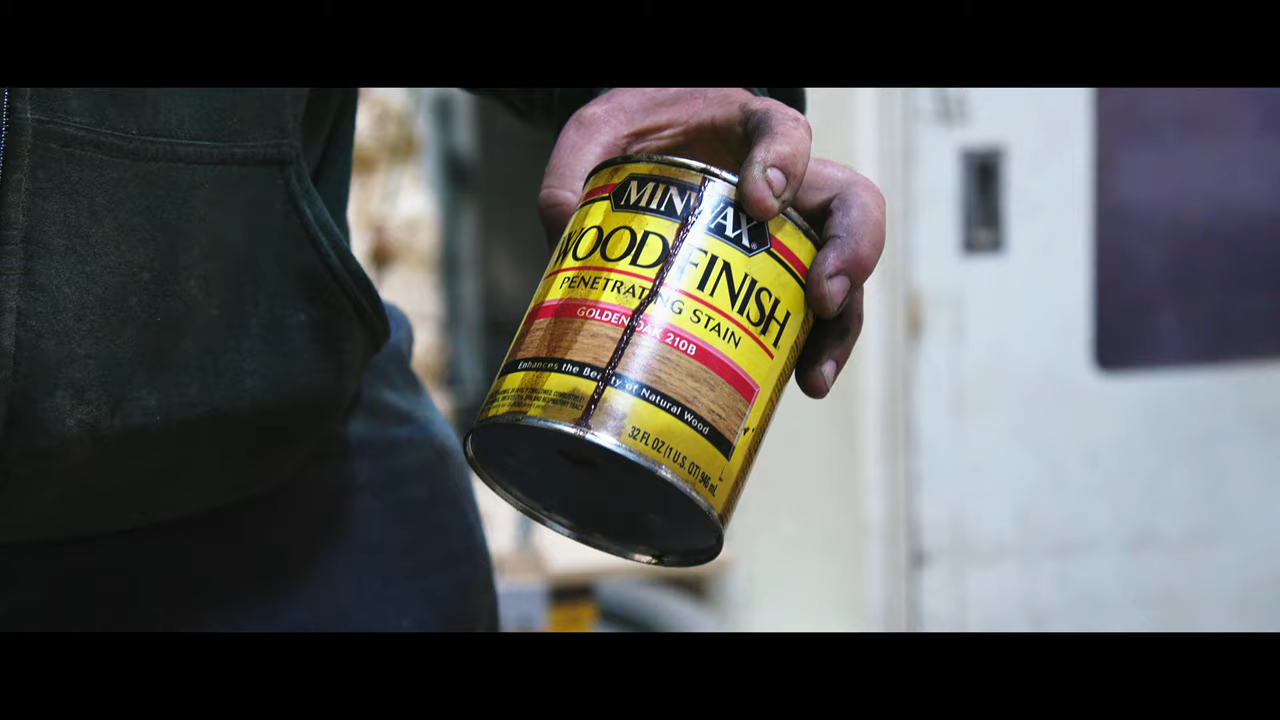 MINWAX
WOOD FINISH
PENETRATING STAIN
GOLDEN OAK 210B
Enhances the Beauty of Natural Wood
32 FL OZ (1 U.S. QT) 946 mL